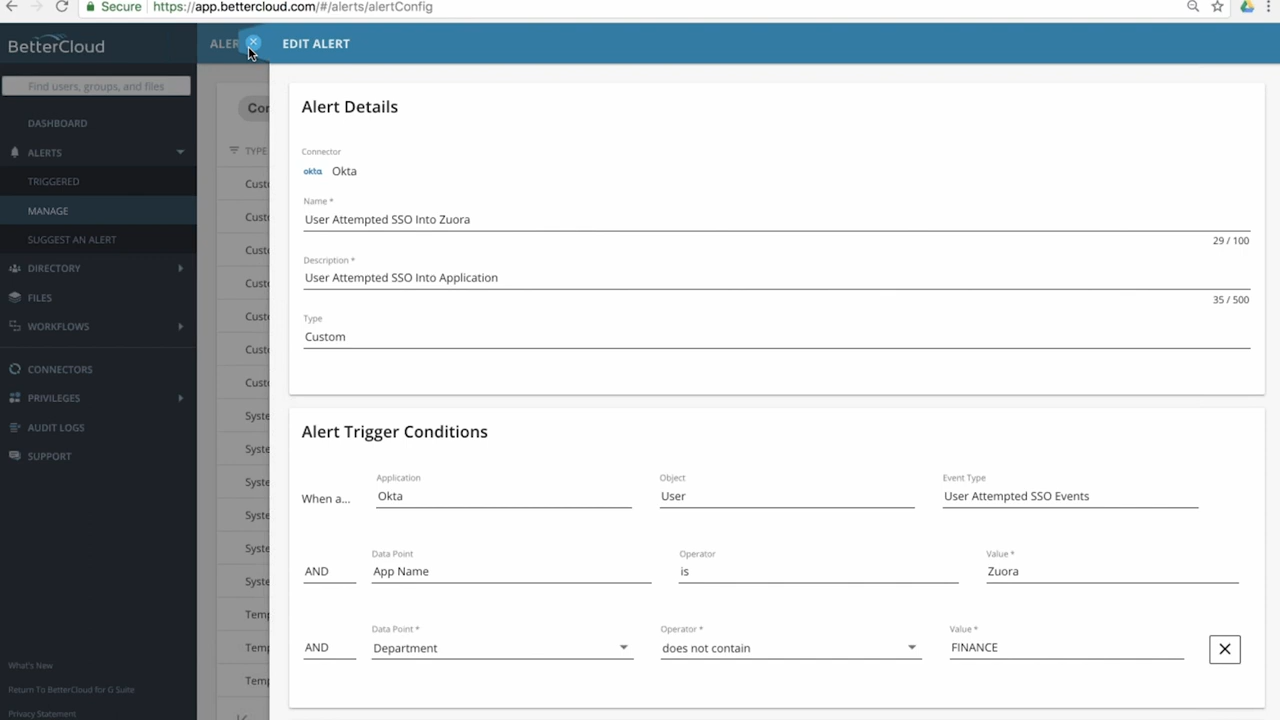 Secure https://app.bettercloud.com/#/alerts/alertConfig
BetterCloud
Find users, groups, and files
DASHBOARD
ALERTS
TRIGGERED
MANAGE
SUGGEST AN ALERT
DIRECTORY
FILES
WORKFLOWS
CONNECTORS
PRIVILEGES
AUDIT LOGS
SUPPORT
What's New
Return To BetterCloud for G Suite
Privacy Statement
TYPE
EDIT ALERT
Alert Details
Connector
okta Okta
Name *
User Attempted SSO Into Zuora
29 / 100
Description *
User Attempted SSO Into Application
35 / 500
Type
Custom
Alert Trigger Conditions
Application Object Event Type
When a... Okta User User Attempted SSO Events
Data Point Operator Value *
AND App Name is Zuora
Data Point * Operator * Value *
AND Department does not contain FINANCE